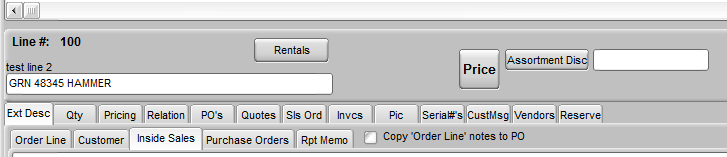 Line #: 100
Rentals
test line 2
Price
Assortment Disc
GRN 48345 HAMMER
Ext Desc Qty Pricing Relation PO's Quotes Sls Ord Invcs Pic Serial#'s CustMsg Vendors Reserve
Order Line Customer Inside Sales Purchase Orders Rpt Memo Copy 'Order Line' notes to PO